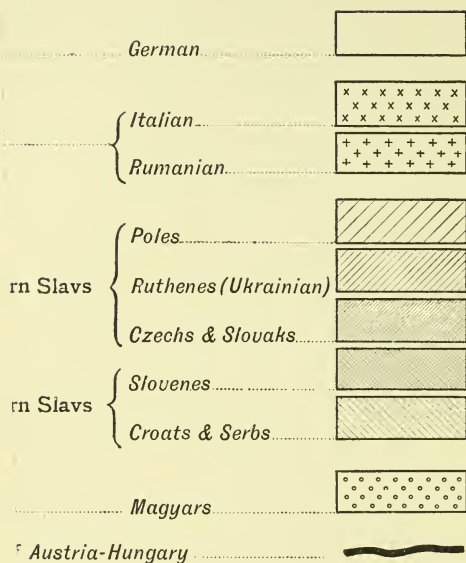 German
Italian
Rumanian
Poles
rn Slavs
Ruthenes (Ukrainian)
Czechs & Slovaks
Slovenes
rn Slavs
Croats & Serbs
Magyars
Austria-Hungary